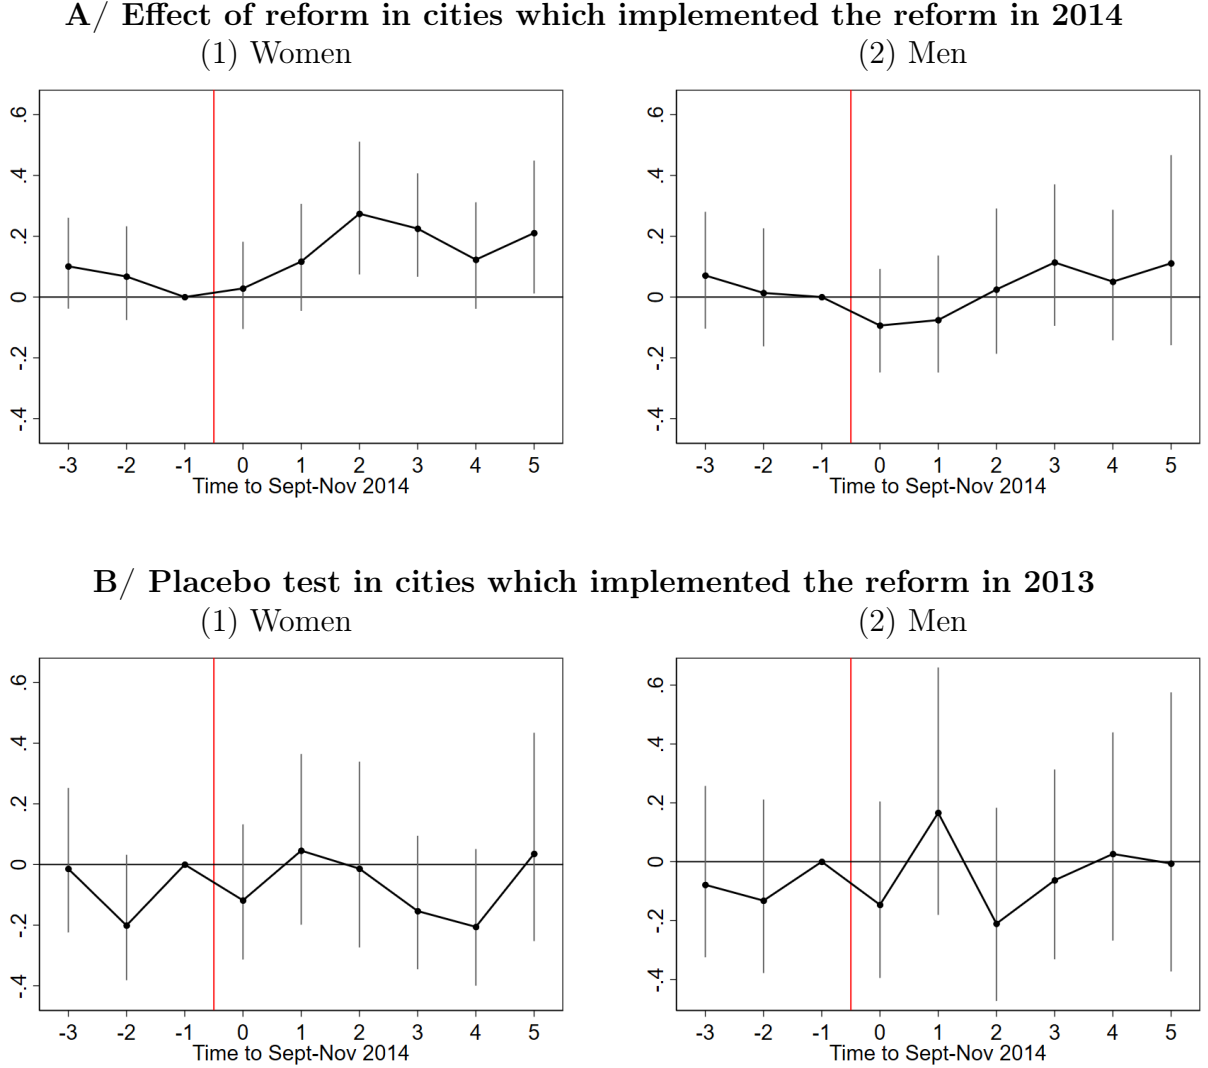 A/ Effect of reform in cities which implemented the reform in 2014
(1) Women
(2) Men
.6
.4
.2
0
-.2
-.4
-3 -2 -1 0 1 2 3 4 5
Time to Sept-Nov 2014
.6
.4
.2
0
-.2
-.4
-3 -2 -1 0 1 2 3 4 5
Time to Sept-Nov 2014
B/ Placebo test in cities which implemented the reform in 2013
(1) Women
(2) Men
.6
.4
.2
0
-.2
-.4
-3 -2 -1 0 1 2 3 4 5
Time to Sept-Nov 2014
.6
.4
.2
0
-.2
-.4
-3 -2 -1 0 1 2 3 4 5
Time to Sept-Nov 2014